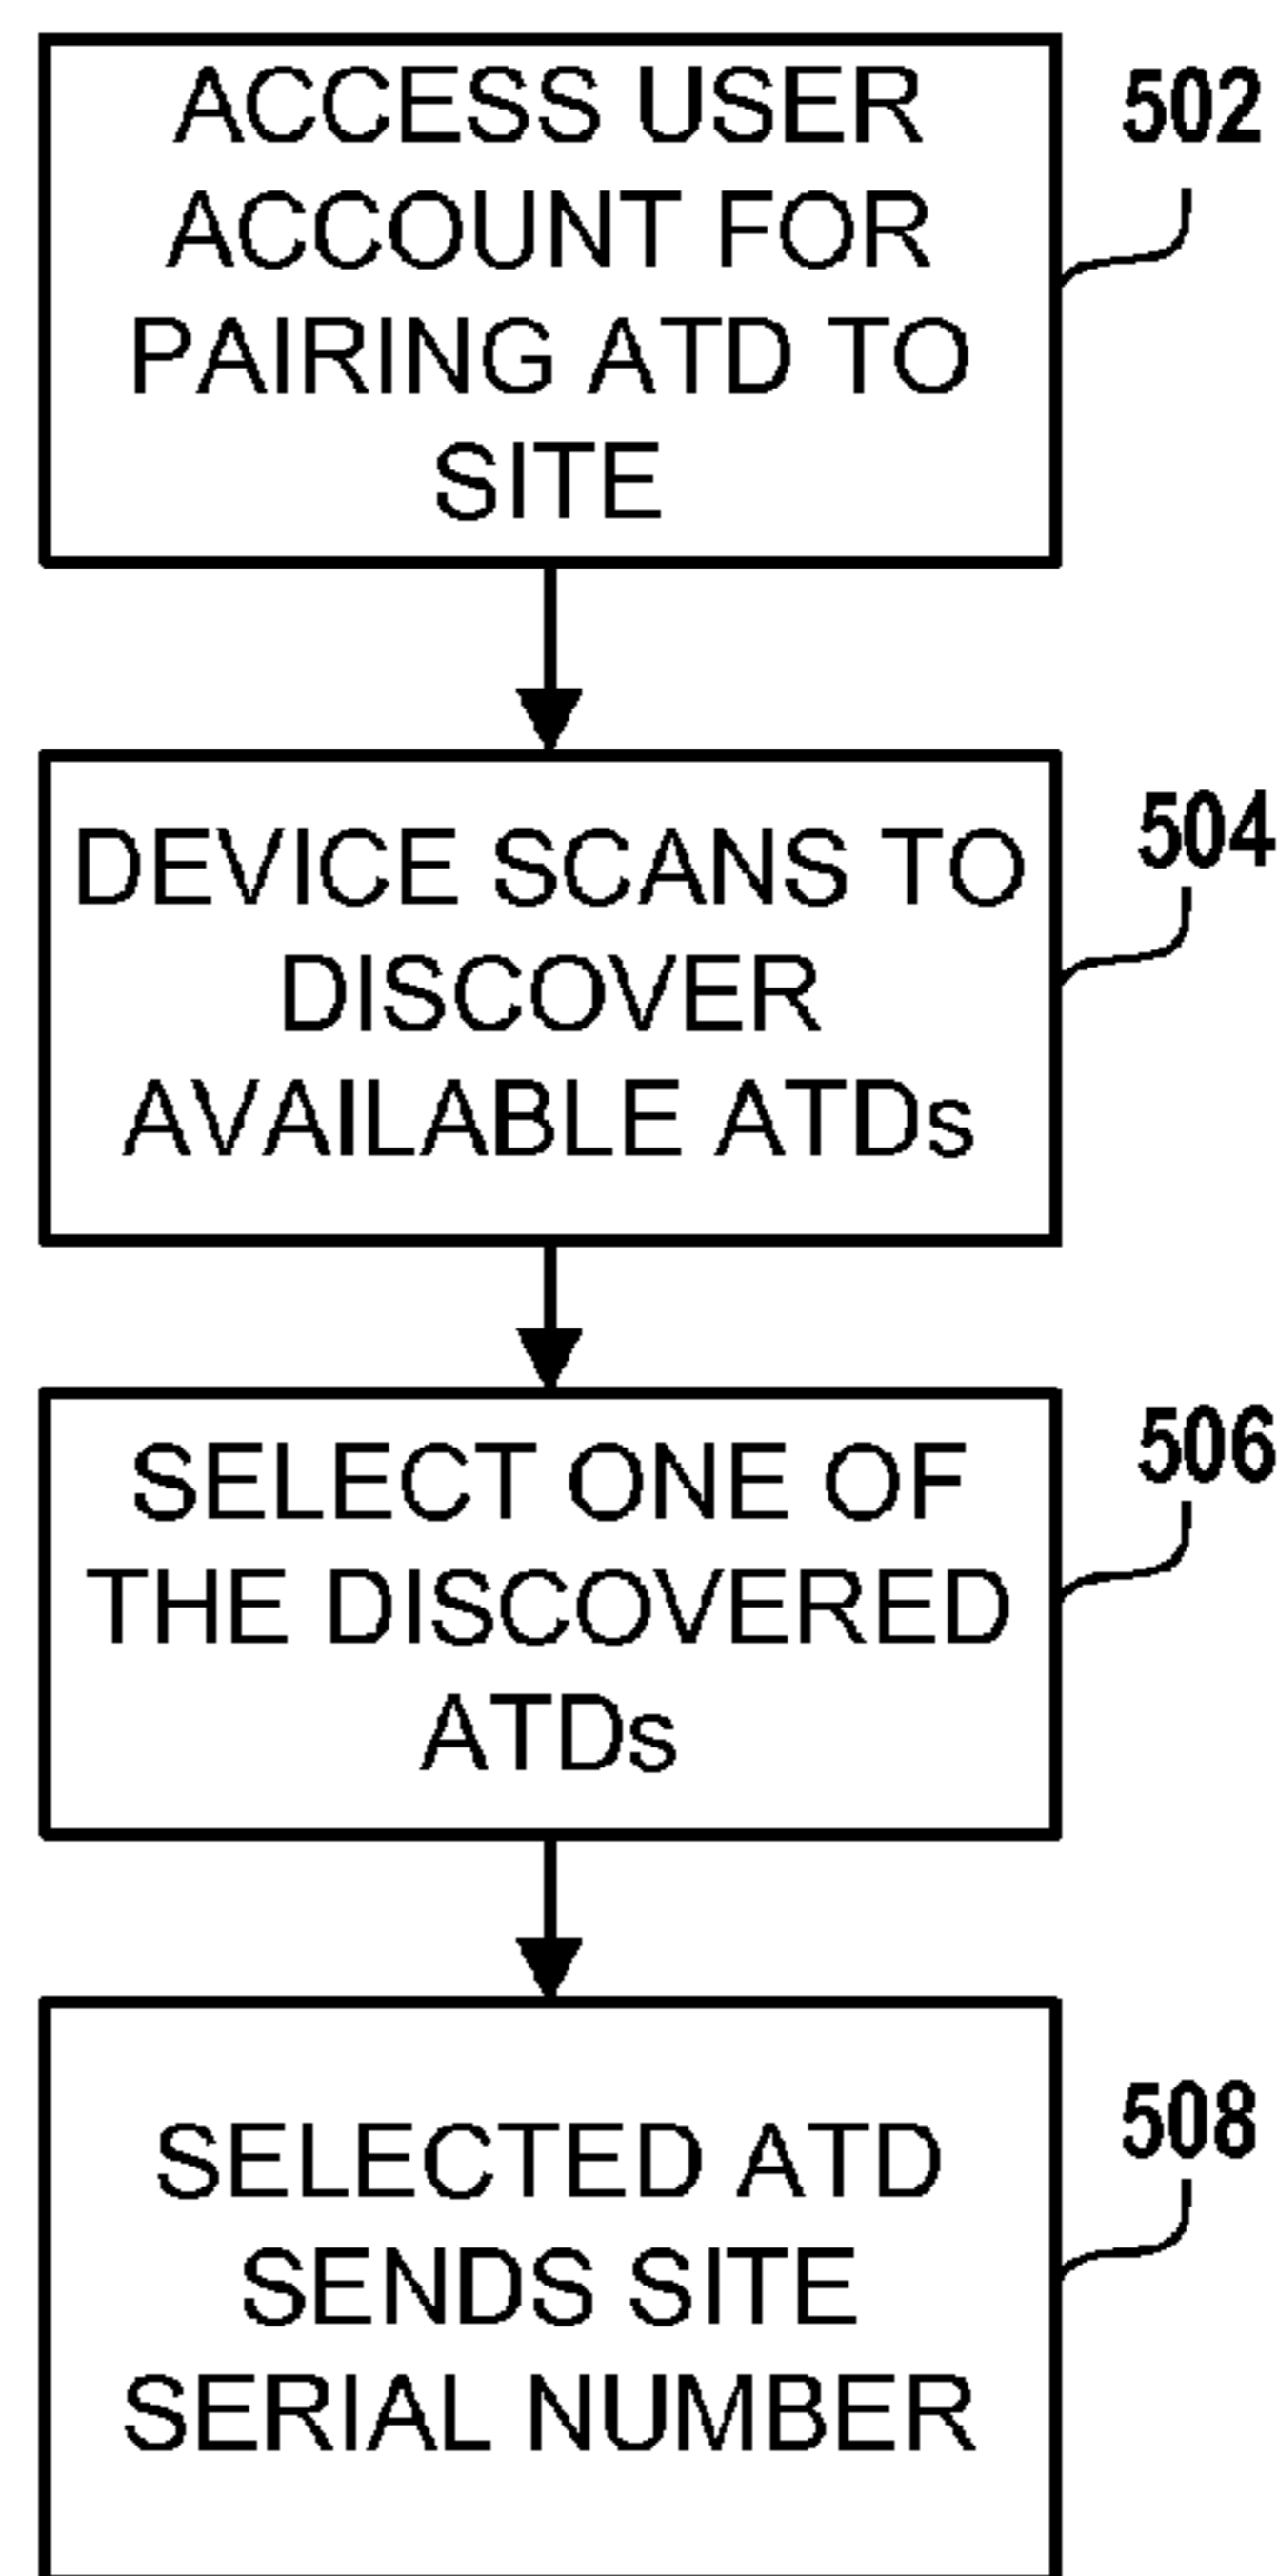 ACCESS USER
ACCOUNT FOR
PAIRING ATD TO
SITE
502
DEVICE SCANS TO
DISCOVER
AVAILABLE ATDs
504
SELECT ONE OF
THE DISCOVERED
ATDs
506
SELECTED ATD
SENDS SITE
SERIAL NUMBER
508